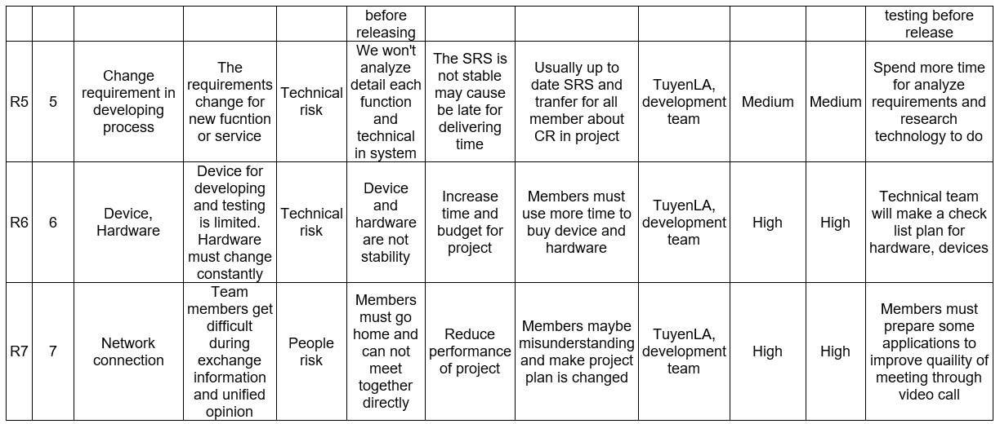 before
releasing
testing before
release
R5
5
Change
requirement in
developing
process
The
requirements
change for
new fucntion
or service
Technical
risk
We won't
analyze
detail each
function
and
technical
in system
The SRS is
not stable
may cause
be late for
delivering
time
Usually up to
date SRS and
tranfer for all
member about
CR in project
TuyenLA,
development
team
Medium
Medium
Spend more time
for analyze
requirements and
research
technology to do
R6
6
Device,
Hardware
Device for
developing
and testing
is limited.
Hardware
must change
constantly
Technical
risk
Device
and
hardware
are not
stability
Increase
time and
budget for
project
Members must
use more time to
buy device and
hardware
TuyenLA,
development
team
High
High
Technical team
will make a check
list plan for
hardware, devices
R7
7
Network
connection
Team
members get
difficult
during
exchange
information
and unified
opinion
People
risk
Members
must go
home and
can not
meet
together
directly
Reduce
performance
of project
Members maybe
misunderstanding
and make project
plan is changed
TuyenLA,
development
team
High
High
Members must
prepare some
applications to
improve quaility of
meeting through
video call